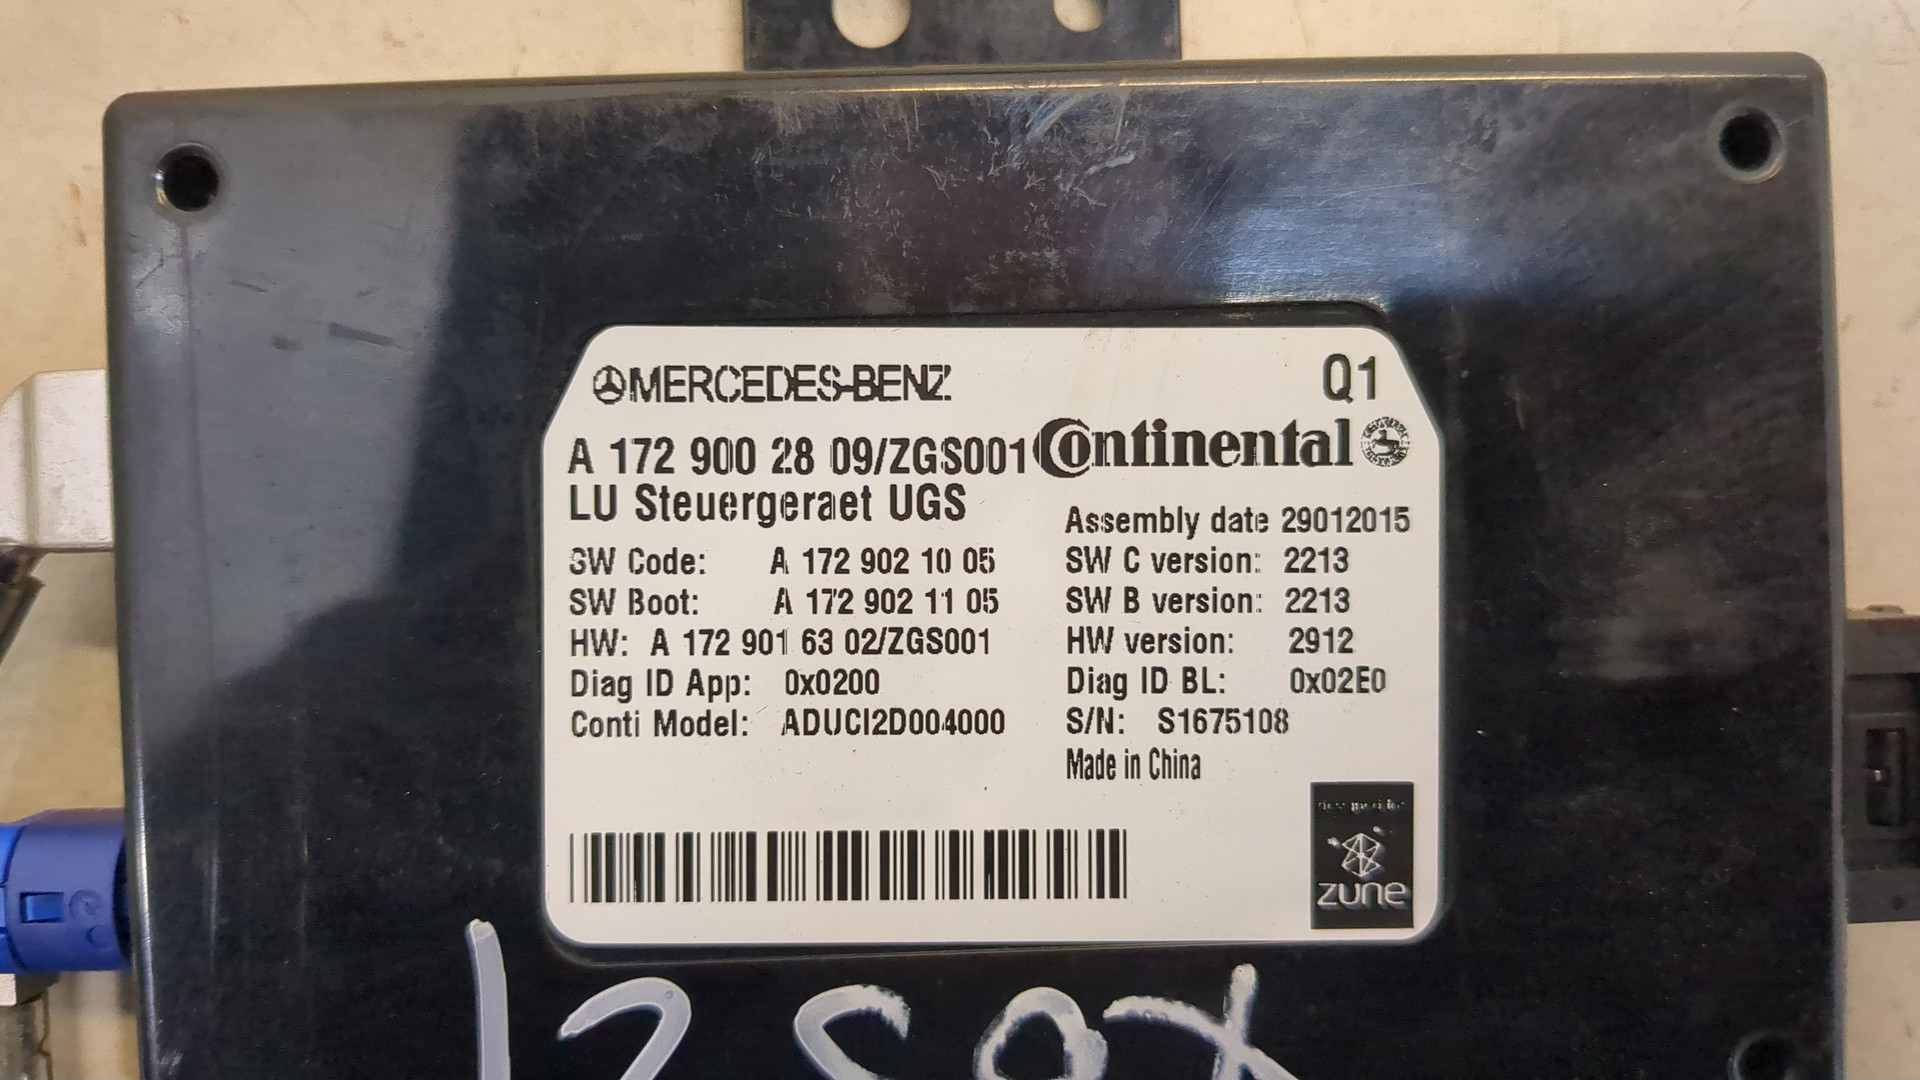 MERCEDES-BENZ
Q1
A 172 900 28 09/ZGS001
Continental
LU Steuergeraet UGS
Assembly date 29012015
SW Code: A 172 902 10 05
SW C version: 2213
SW Boot: A 172 902 11 05
SW B version: 2213
HW: A 172 901 63 02/ZGS001
HW version: 2912
Diag ID App: 0x0200
Diag ID BL: 0x02E0
Conti Model: ADUCI2D004000
S/N: S1675108
Made in China
zune